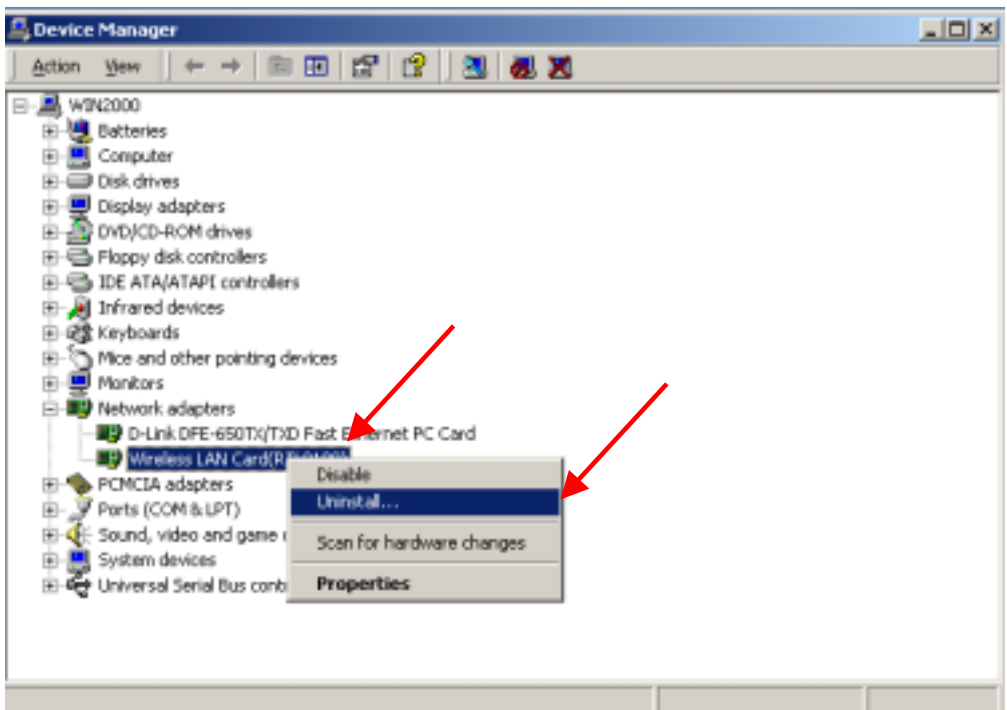 Device Manager
Action View
WIN2000
Batteries
Computer
Disk drives
Display adapters
DVD/CD-ROM drives
Floppy disk controllers
IDE ATA/ATAPI controllers
Infrared devices
Keyboards
Mice and other pointing devices
Monitors
Network adapters
D-Link DFE-650TX/TXD Fast Ethernet PC Card
Wireless LAN Card
PCMCIA adapters
Ports (COM & LPT)
Sound, video and game
System devices
Universal Serial Bus
Disable
Uninstall...
Scan for hardware changes
Properties